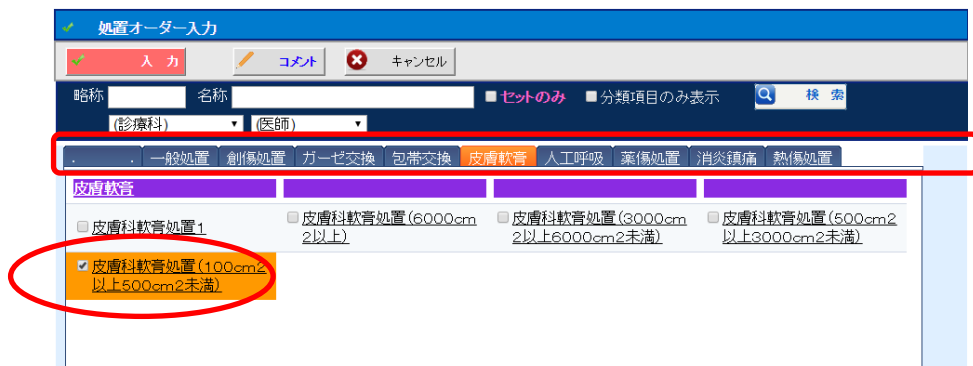 処置オーダー入力
入 力 コメント キャンセル
略称 名称 セットのみ 分類項目のみ表示 検 索
(診療科) (医師)
. . 一般処置 創傷処置 ガーゼ交換 包帯交換 皮膚軟膏 人工呼吸 薬傷処置 消炎鎮痛 熱傷処置
皮膚軟膏
皮膚科軟膏処置1 皮膚科軟膏処置(6000cm 皮膚科軟膏処置(3000cm 皮膚科軟膏処置(500cm2
2以上) 2以上6000cm2未満) 以上3000cm2未満)
皮膚科軟膏処置(100cm2
以上500cm2未満)